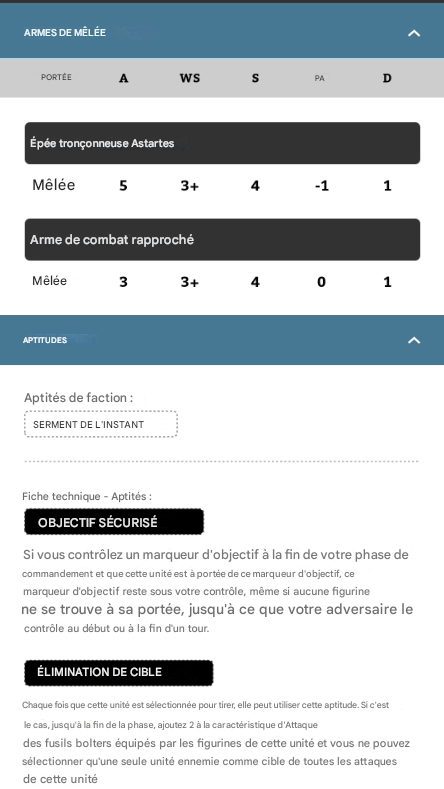 ARMES DE MÊLÉE
PORTÉE A WS S PA D
Épée tronçonneuse Astartes
Mêlée 5 3+ 4 -1 1
Arme de combat rapproché
Mêlée 3 3+ 4 0 1
APTITUDES
Aptités de faction :
SERMENT DE L'INSTANT
Fiche technique - Aptités :
OBJECTIF SÉCURISÉ
Si vous contrôlez un marqueur d'objectif à la fin de votre phase de
commandement et que cette unité est à portée de ce marqueur d'objectif, ce
marqueur d'objectif reste sous votre contrôle, même si aucune figurine
ne se trouve à sa portée, jusqu'à ce que votre adversaire le
contrôle au début ou à la fin d'un tour.
ÉLIMINATION DE CIBLE
Chaque fois que cette unité est sélectionnée pour tirer, elle peut utiliser cette aptitude. Si c'est
le cas, jusqu'à la fin de la phase, ajoutez 2 à la caractéristique d'Attaque
des fusils bolters équipés par les figurines de cette unité et vous ne pouvez
sélectionner qu'une seule unité ennemie comme cible de toutes les attaques
de cette unité